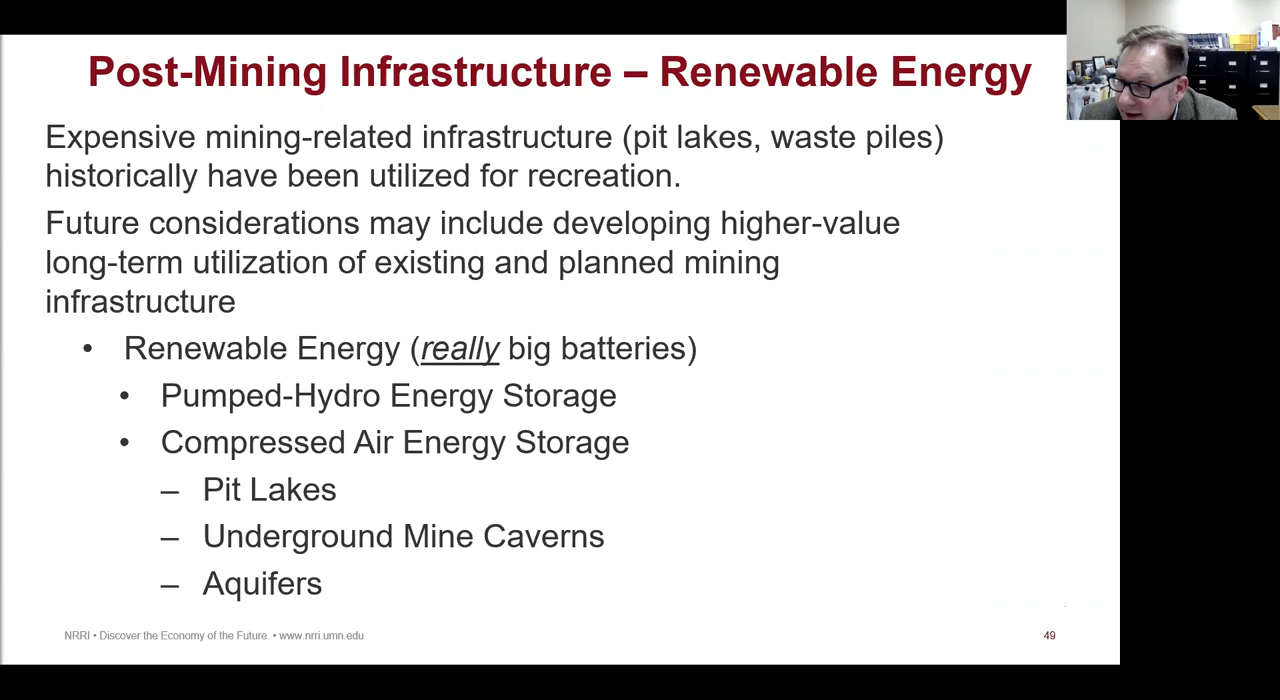 Post-Mining Infrastructure – Renewable Energy
Expensive mining-related infrastructure (pit lakes, waste piles)
historically have been utilized for recreation.
Future considerations may include developing higher-value
long-term utilization of existing and planned mining
infrastructure
• Renewable Energy (really big batteries)
• Pumped-Hydro Energy Storage
• Compressed Air Energy Storage
– Pit Lakes
– Underground Mine Caverns
– Aquifers
NRRI • Discover the Economy of the Future. • www.nrri.umn.edu
49